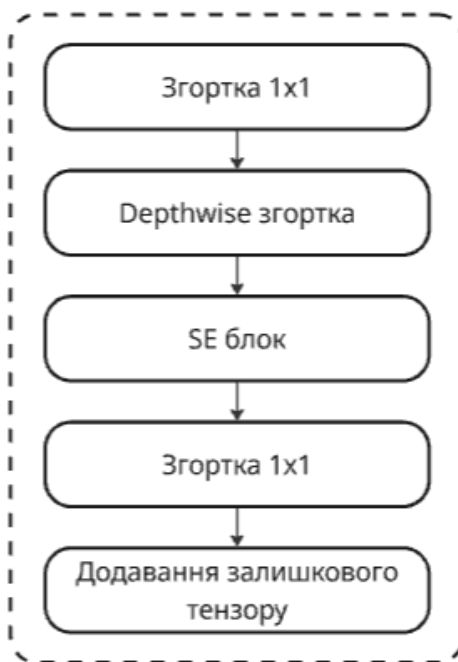 Згортка 1x1
Depthwise згортка
SE блок
Згортка 1x1
Додавання залишкового
тензору